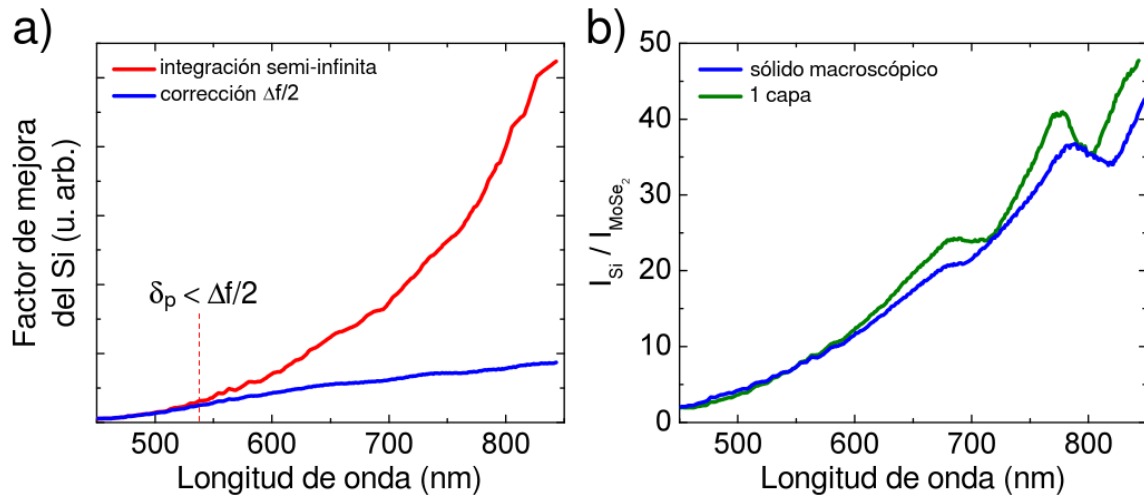 a)
integración semi-infinita
corrección Δf/2
Factor de mejora
del Si (u. arb.)
δp < Δf/2
500
600
700
800
Longitud de onda (nm)
b)
50
40
30
20
10
0
sólido macroscópico
1 capa
I_Si / I_MoSe₂
500
600
700
800
Longitud de onda (nm)